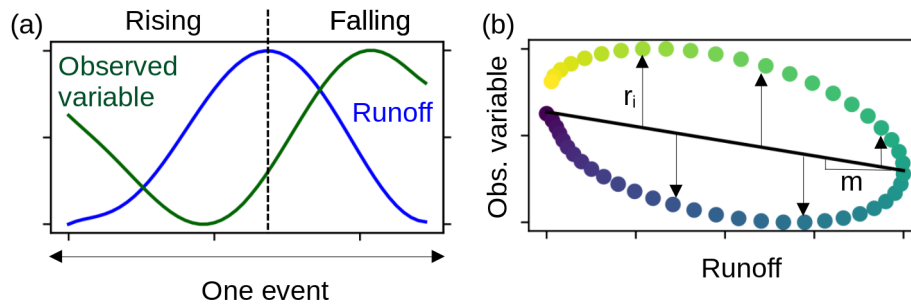 (a)
Rising
Falling
Observed
variable
Runoff
One event
(b)
Obs. variable
rᵢ
m
Runoff